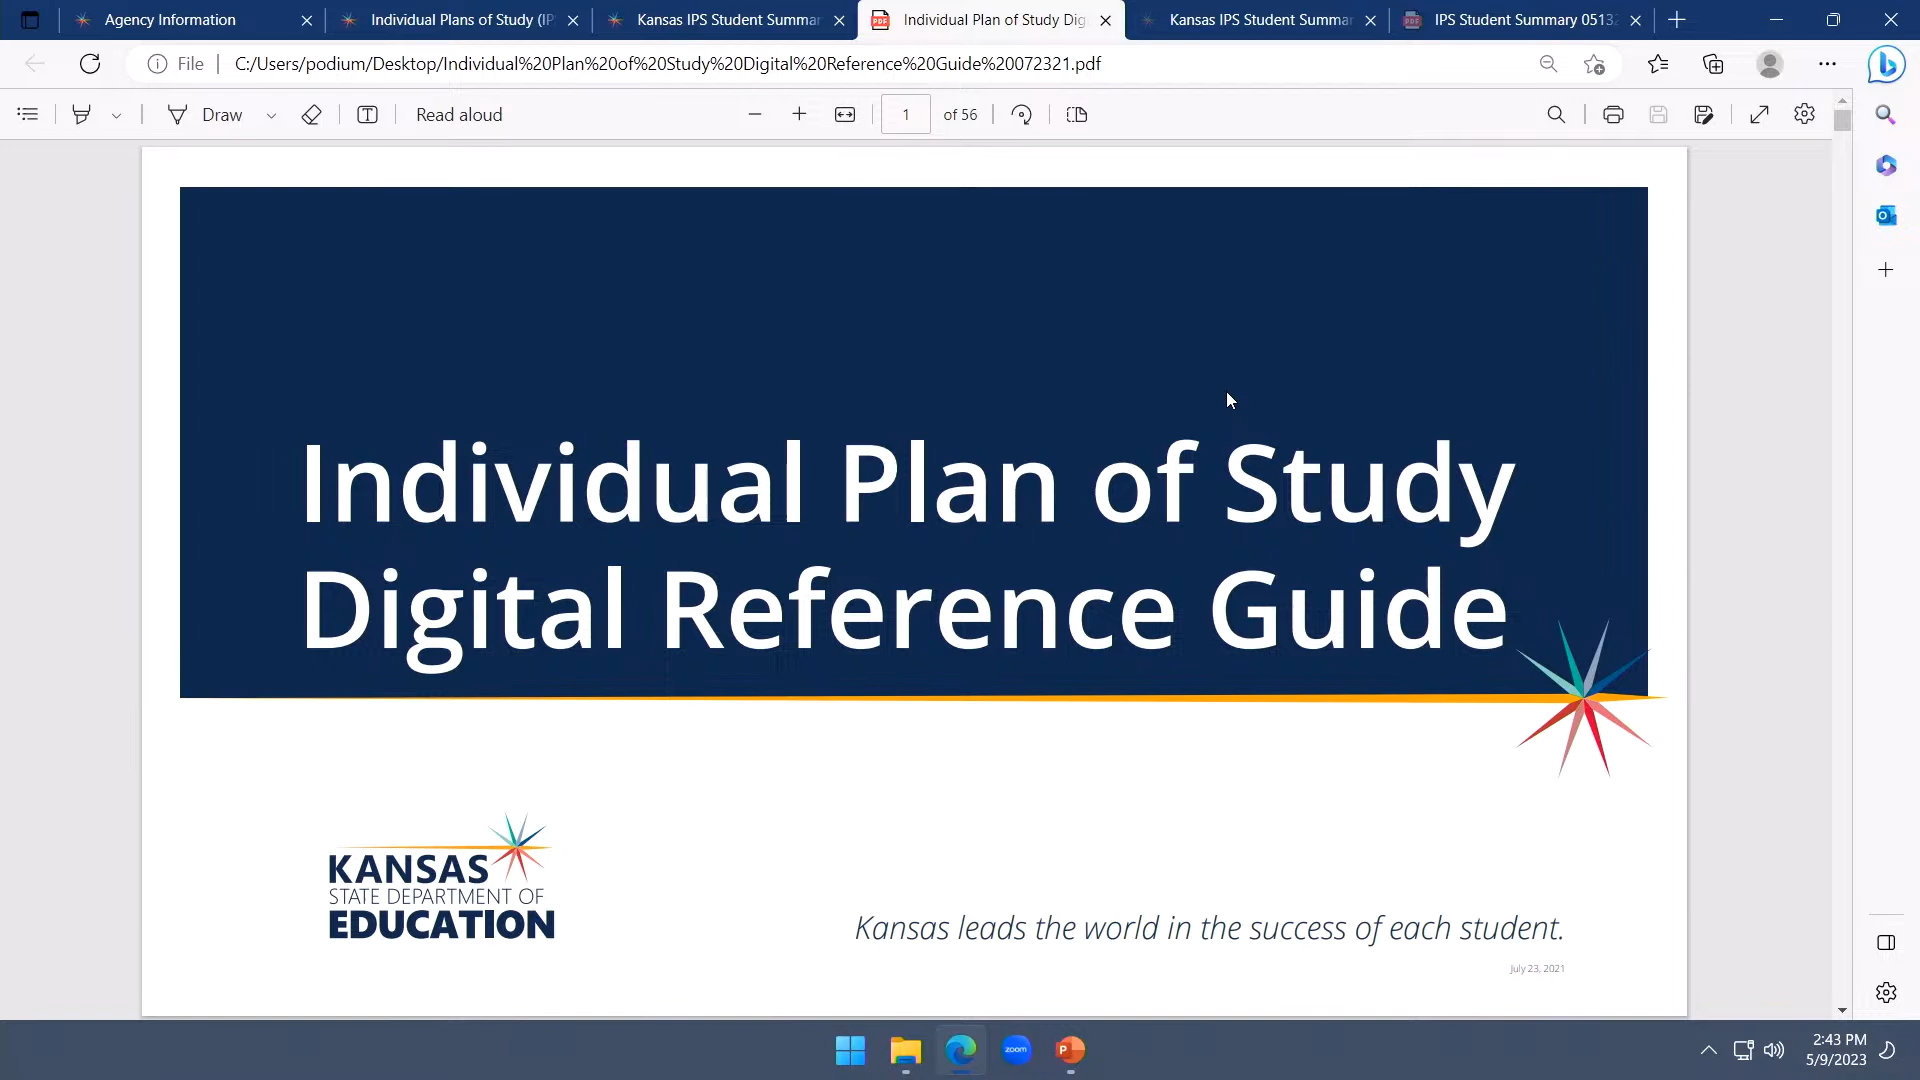 Agency Information
Individual Plans of Study (IP
Kansas IPS Student Summar
Individual Plan of Study Dig
Kansas IPS Student Summar
IPS Student Summary 0513
File
C:/Users/podium/Desktop/Individual%20Plan%20of%20Study%20Digital%20Reference%20Guide%20072321.pdf
Draw
Read aloud
1
of 56
Individual Plan of Study
Digital Reference Guide
KANSAS
STATE DEPARTMENT OF
EDUCATION
Kansas leads the world in the success of each student.
July 23, 2021
zoom
2:43 PM
5/9/2023